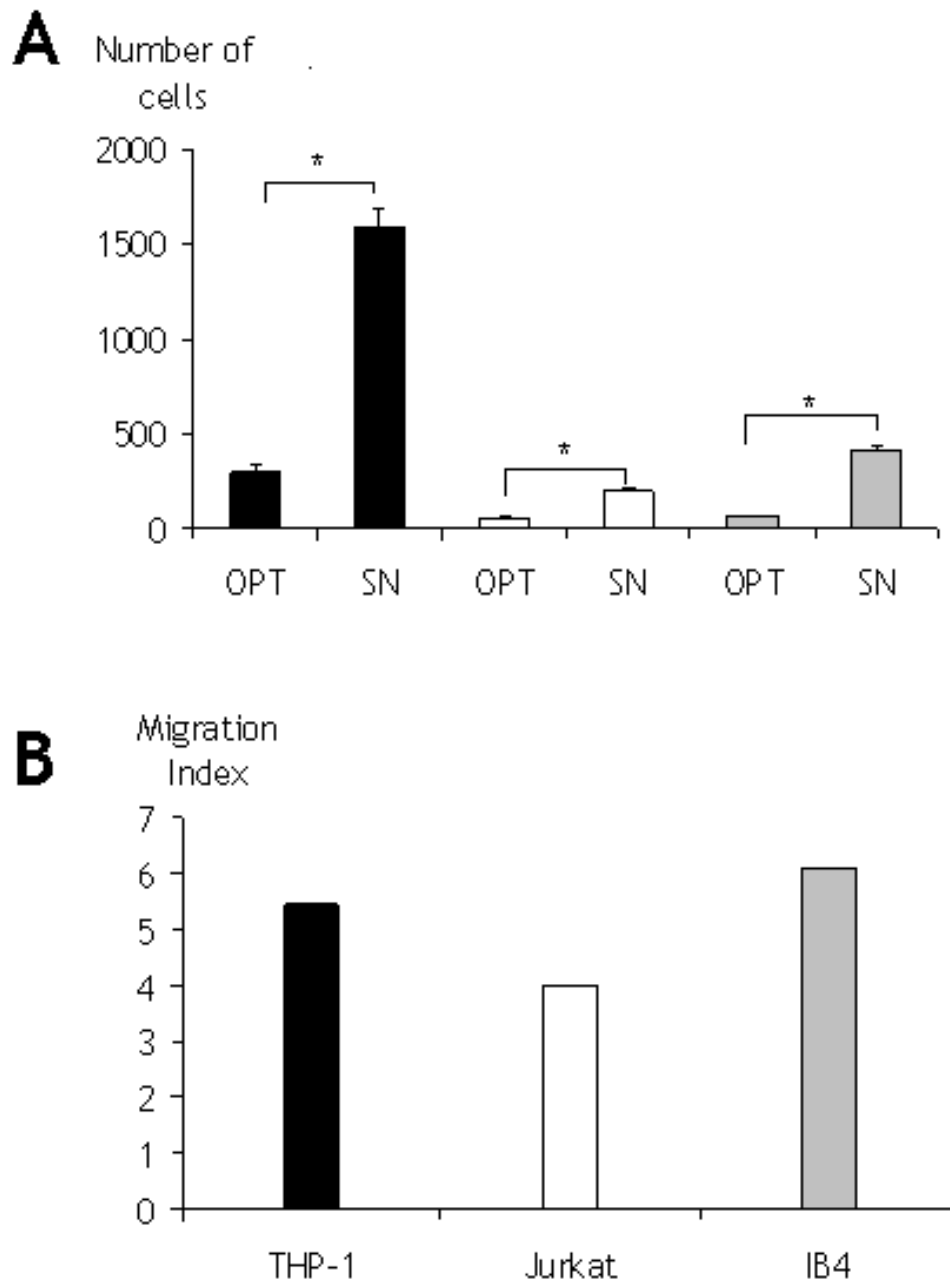 A
Number of
cells
2000
*
1500
1000
500
*
*
0
OPT SN OPT SN OPT SN
B
Migration
Index
7
6
5
4
3
2
1
0
THP-1 Jurkat IB4